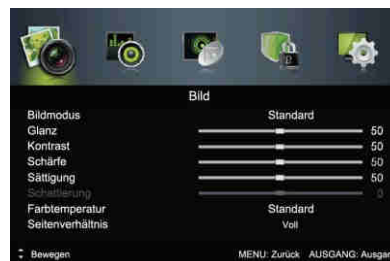 Bild
Bildmodus Standard
Glanz 50
Kontrast 50
Schärfe 50
Sättigung 50
Schattierung 0
Farbtemperatur Standard
Seitenverhältnis Voll
Bewegen MENU: Zurück AUSGANG: Ausgan